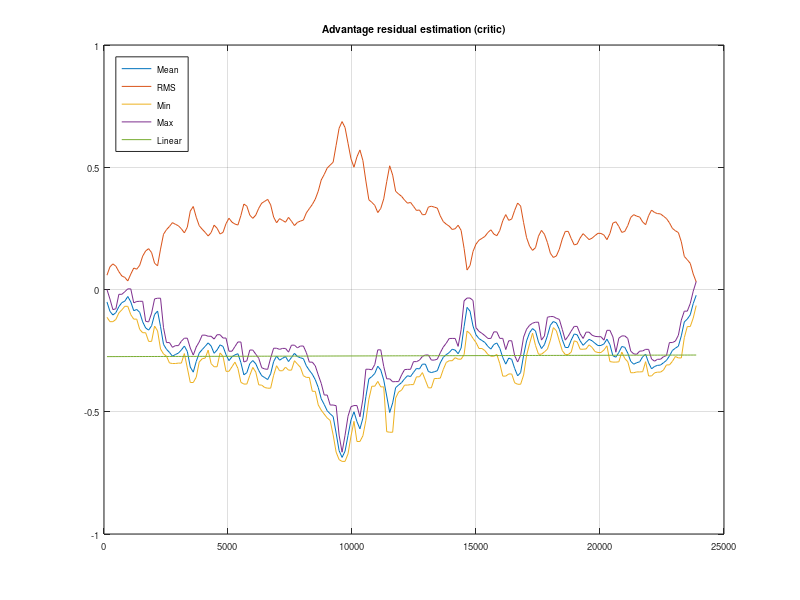 Advantage residual estimation (critic)
1
Mean
RMS
Min
Max
Linear
0.5
0
-0.5
-1
0 5000 10000 15000 20000 25000